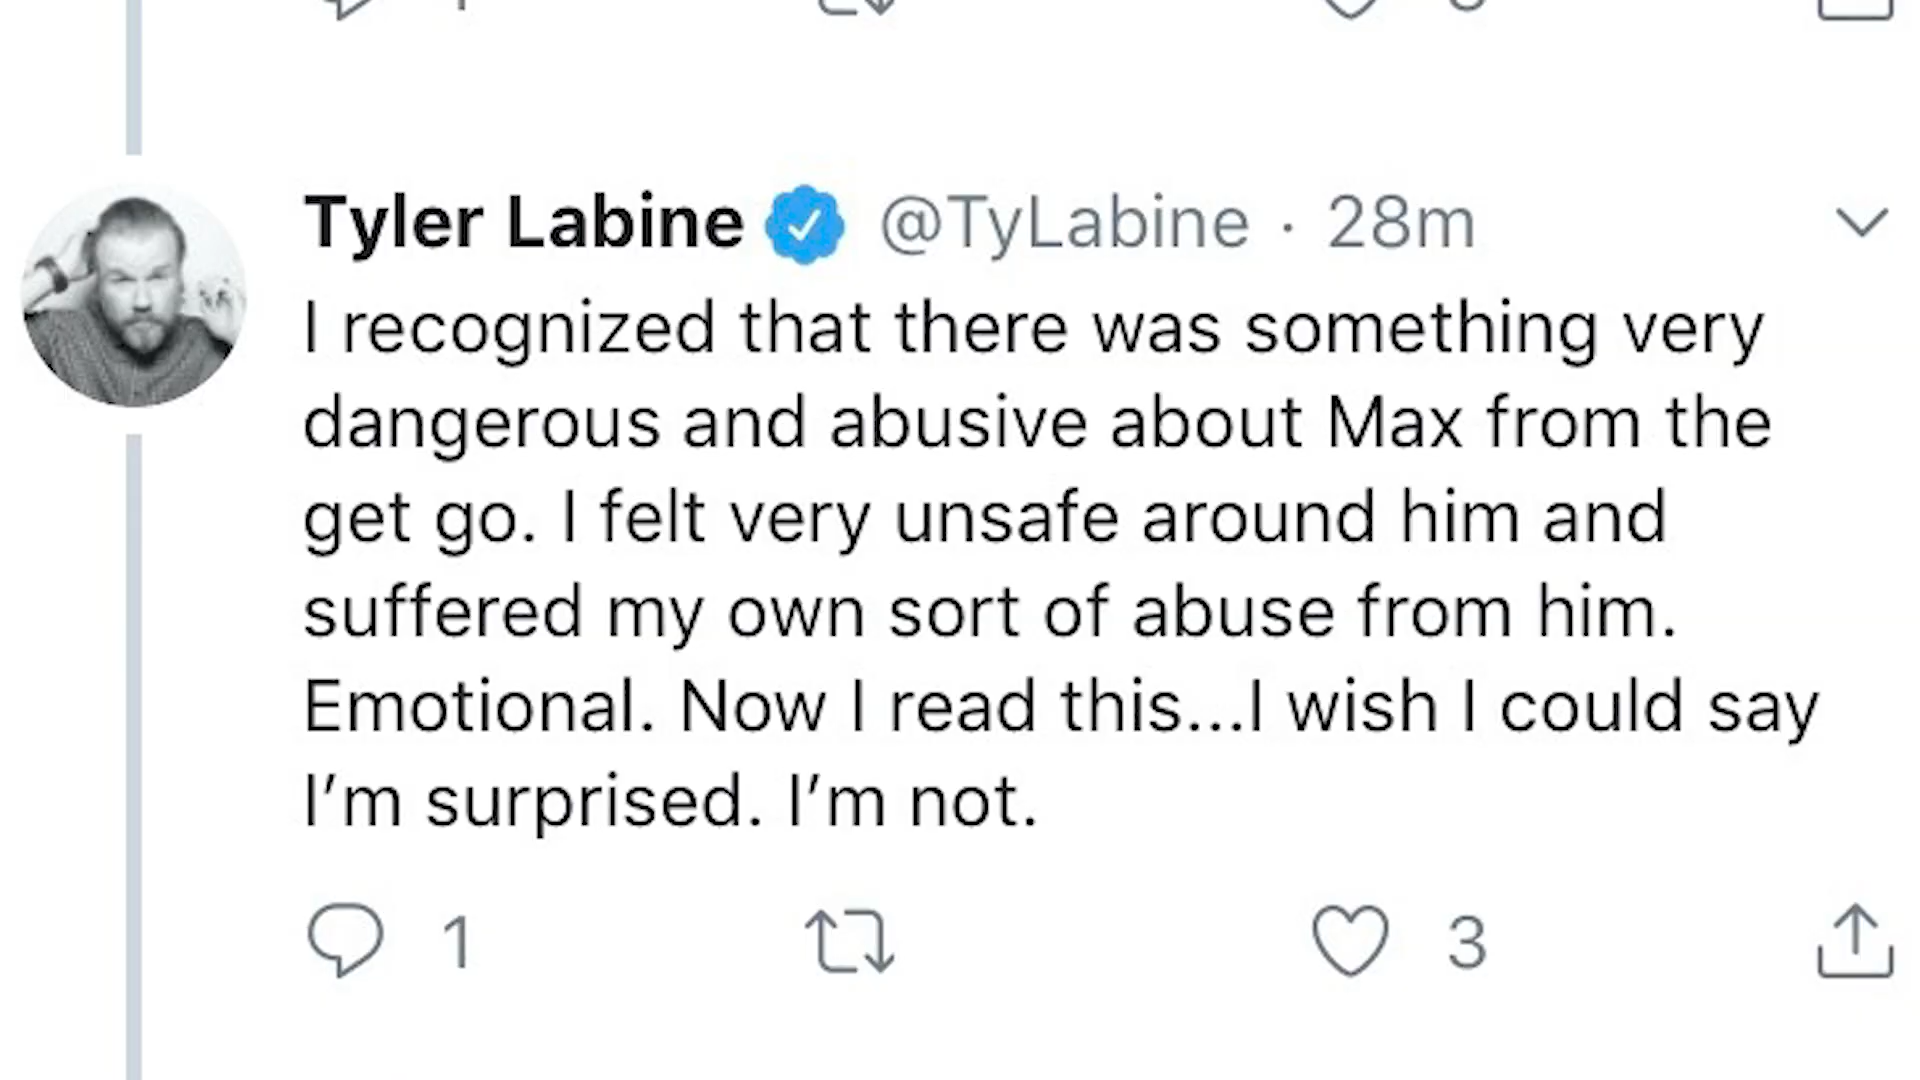 Tyler Labine @TyLabine · 28m
I recognized that there was something very
dangerous and abusive about Max from the
get go. I felt very unsafe around him and
suffered my own sort of abuse from him.
Emotional. Now I read this...I wish I could say
I’m surprised. I’m not.
1 3